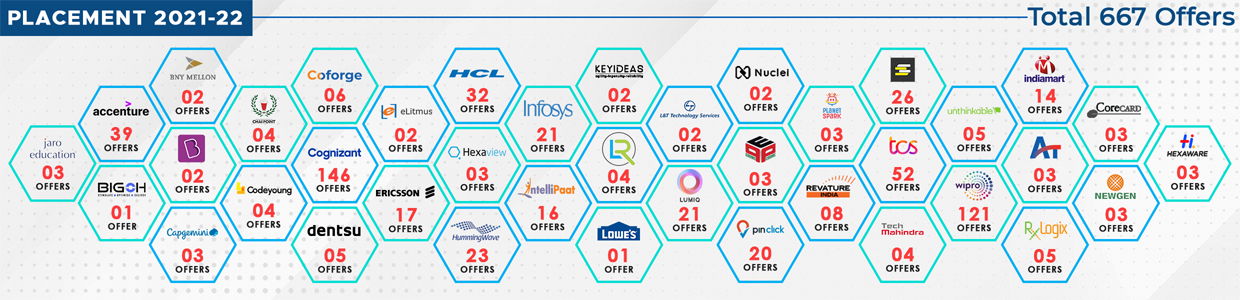 PLACEMENT 2021-22
Total 667 Offers
jaro
education
03
OFFERS
accenture
39
OFFERS
BIGOH
01
OFFER
BNY MELLON
02
OFFERS
B
02
OFFERS
Capgemini
03
OFFERS
CHAI POINT
04
OFFERS
Codeyoung
04
OFFERS
Coforge
06
OFFERS
Cognizant
146
OFFERS
dentsu
05
OFFERS
eLitmus
02
OFFERS
ERICSSON
17
OFFERS
HCL
32
OFFERS
Hexaview
03
OFFERS
HummingWave
23
OFFERS
Infosys
21
OFFERS
IntelliPaat
16
OFFERS
KEYIDEAS
02
OFFERS
LR
04
OFFERS
LOWE'S
01
OFFER
L&T Technology Services
02
OFFERS
LUMIQ
21
OFFERS
Nuclei
02
OFFERS
03
OFFERS
pinclick
20
OFFERS
PLANET
SPARK
03
OFFERS
REVATURE
INDIA
08
OFFERS
26
OFFERS
tcs
52
OFFERS
Tech
Mahindra
04
OFFERS
unthinkable
05
OFFERS
wipro
121
OFFERS
indiamart
14
OFFERS
AT
03
OFFERS
RxLogix
05
OFFERS
CoreCARD
03
OFFERS
NEWGEN
03
OFFERS
Hi
HEXAWARE
03
OFFERS